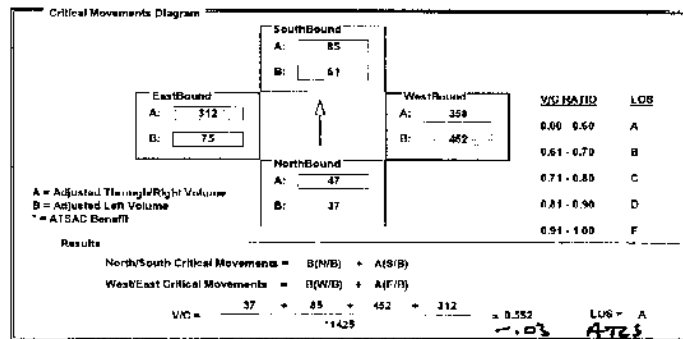 Critical Movements Diagram
SouthBound
A: 85
B: 61
EastBound
A: 312
B: 75
WestBound
A: 358
B: 452
NorthBound
A: 47
B: 37
V/C RATIO LOS
0.00 - 0.60 A
0.61 - 0.70 B
0.71 - 0.80 C
0.81 - 0.90 D
0.91 - 1.00 E
A = Adjusted Through/Right Volume
B = Adjusted Left Volume
* = ATSAC Benefit
Results
North/South Critical Movements = B(N/B) + A(S/B)
West/East Critical Movements = B(W/B) + A(E/B)
V/C = 37 + 85 + 452 + 312 = 0.552 LOS = A
*1425
-.03 ATCS